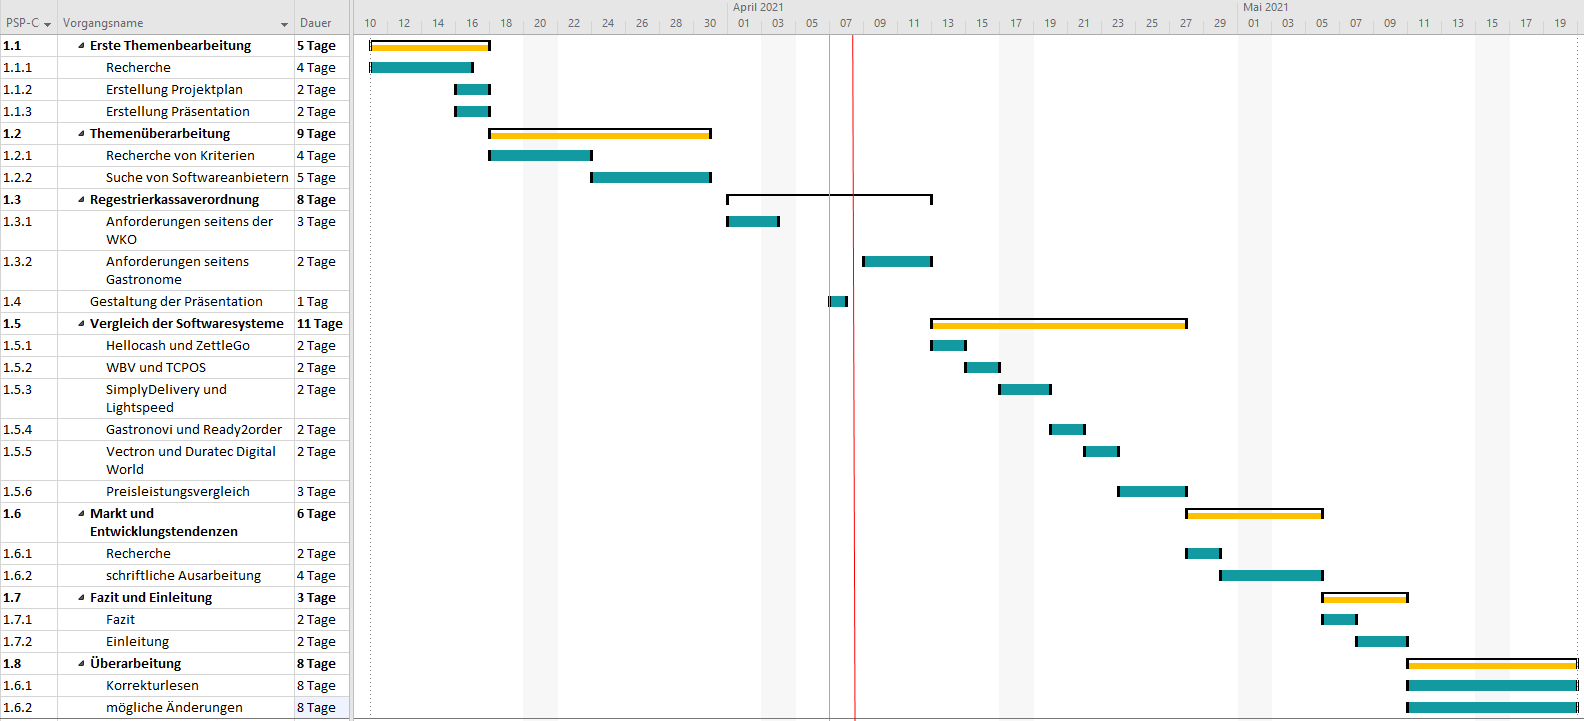 April 2021 Mai 2021
PSP-C Vorgangsname Dauer 10 12 14 16 18 20 22 24 26 28 30 01 03 05 07 09 11 13 15 17 19 21 23 25 27 29 01 03 05 07 09 11 13 15 17 19
1.1 Erste Themenbearbeitung 5 Tage
1.1.1 Recherche 4 Tage
1.1.2 Erstellung Projektplan 2 Tage
1.1.3 Erstellung Präsentation 2 Tage
1.2 Themenüberarbeitung 9 Tage
1.2.1 Recherche von Kriterien 4 Tage
1.2.2 Suche von Softwareanbietern 5 Tage
1.3 Regestrierkassaverordnung 8 Tage
1.3.1 Anforderungen seitens der 3 Tage
WKO
1.3.2 Anforderungen seitens 2 Tage
Gastronome
1.4 Gestaltung der Präsentation 1 Tag
1.5 Vergleich der Softwaresysteme 11 Tage
1.5.1 Hellocash und ZettleGo 2 Tage
1.5.2 WBV und TCPOS 2 Tage
1.5.3 SimplyDelivery und 2 Tage
Lightspeed
1.5.4 Gastronovi und Ready2order 2 Tage
1.5.5 Vectron und Duratec Digital 2 Tage
World
1.5.6 Preisleistungsvergleich 3 Tage
1.6 Markt und 6 Tage
Entwicklungstendenzen
1.6.1 Recherche 2 Tage
1.6.2 schriftliche Ausarbeitung 4 Tage
1.7 Fazit und Einleitung 3 Tage
1.7.1 Fazit 2 Tage
1.7.2 Einleitung 2 Tage
1.8 Überarbeitung 8 Tage
1.6.1 Korrekturlesen 8 Tage
1.6.2 mögliche Änderungen 8 Tage